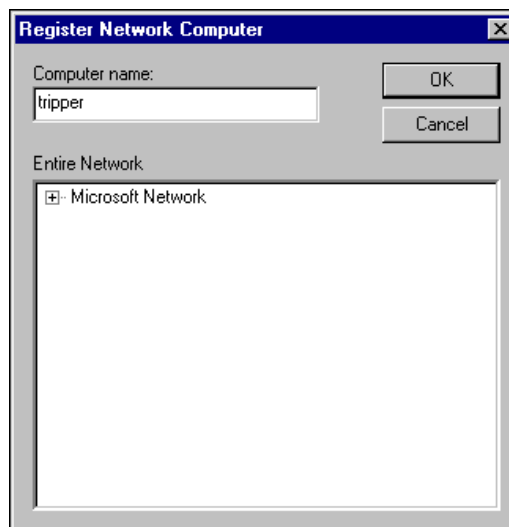 Register Network Computer
Computer name:
tripper
OK
Cancel
Entire Network
Microsoft Network